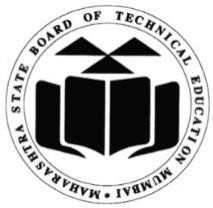 MAHARASHTRA STATE BOARD OF TECHNICAL EDUCATION MUMBAI